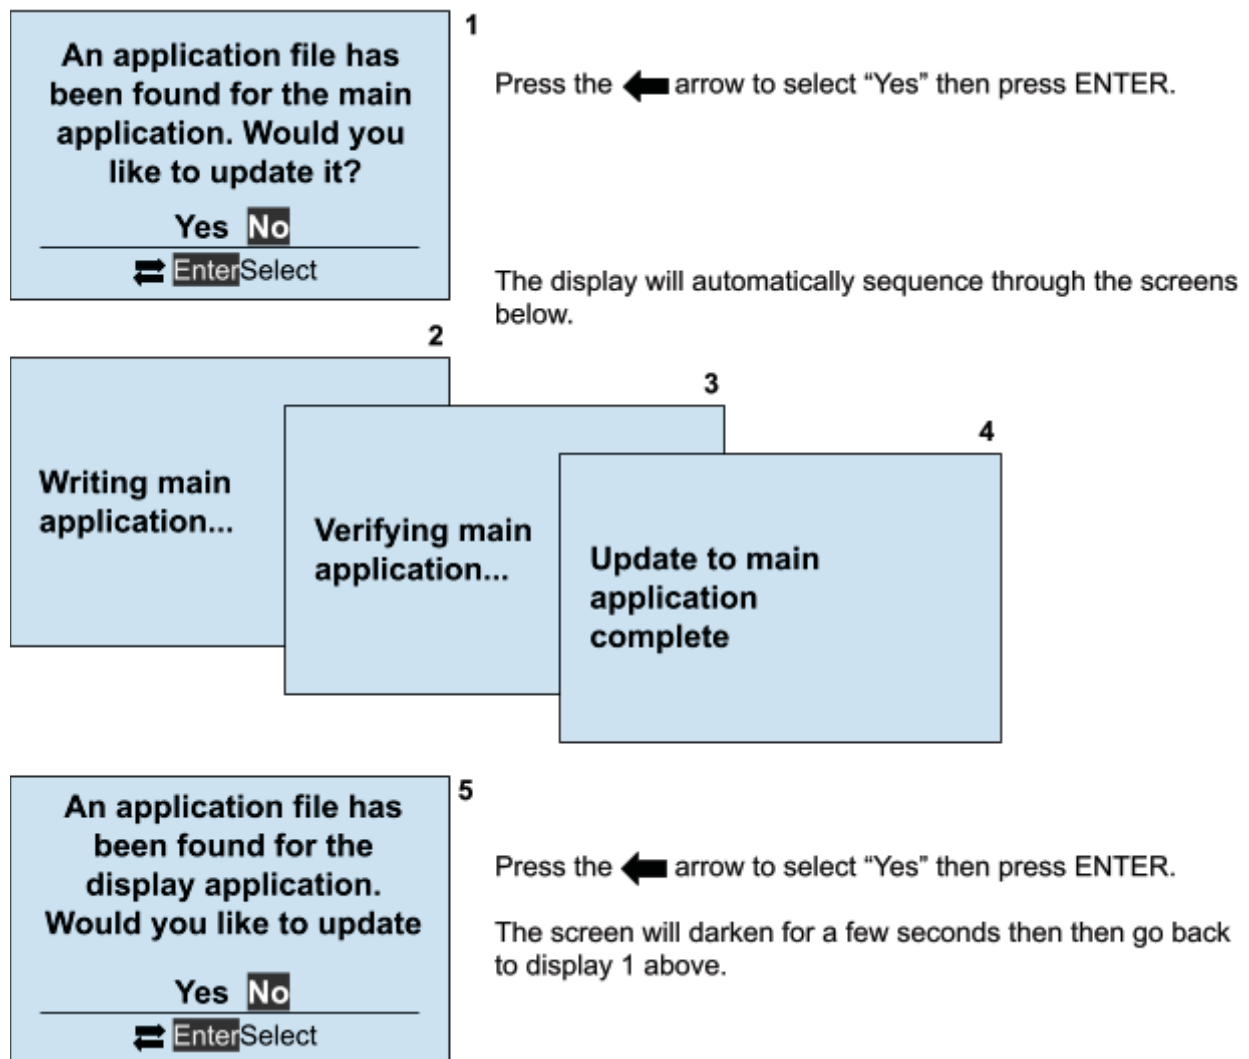 1
An application file has
been found for the main
application. Would you
like to update it?
Yes No
EnterSelect
Press the arrow to select “Yes” then press ENTER.
The display will automatically sequence through the screens
below.
2
Writing main
application...
3
Verifying main
application...
4
Update to main
application
complete
5
An application file has
been found for the
display application.
Would you like to update
Yes No
EnterSelect
Press the arrow to select “Yes” then press ENTER.
The screen will darken for a few seconds then then go back
to display 1 above.